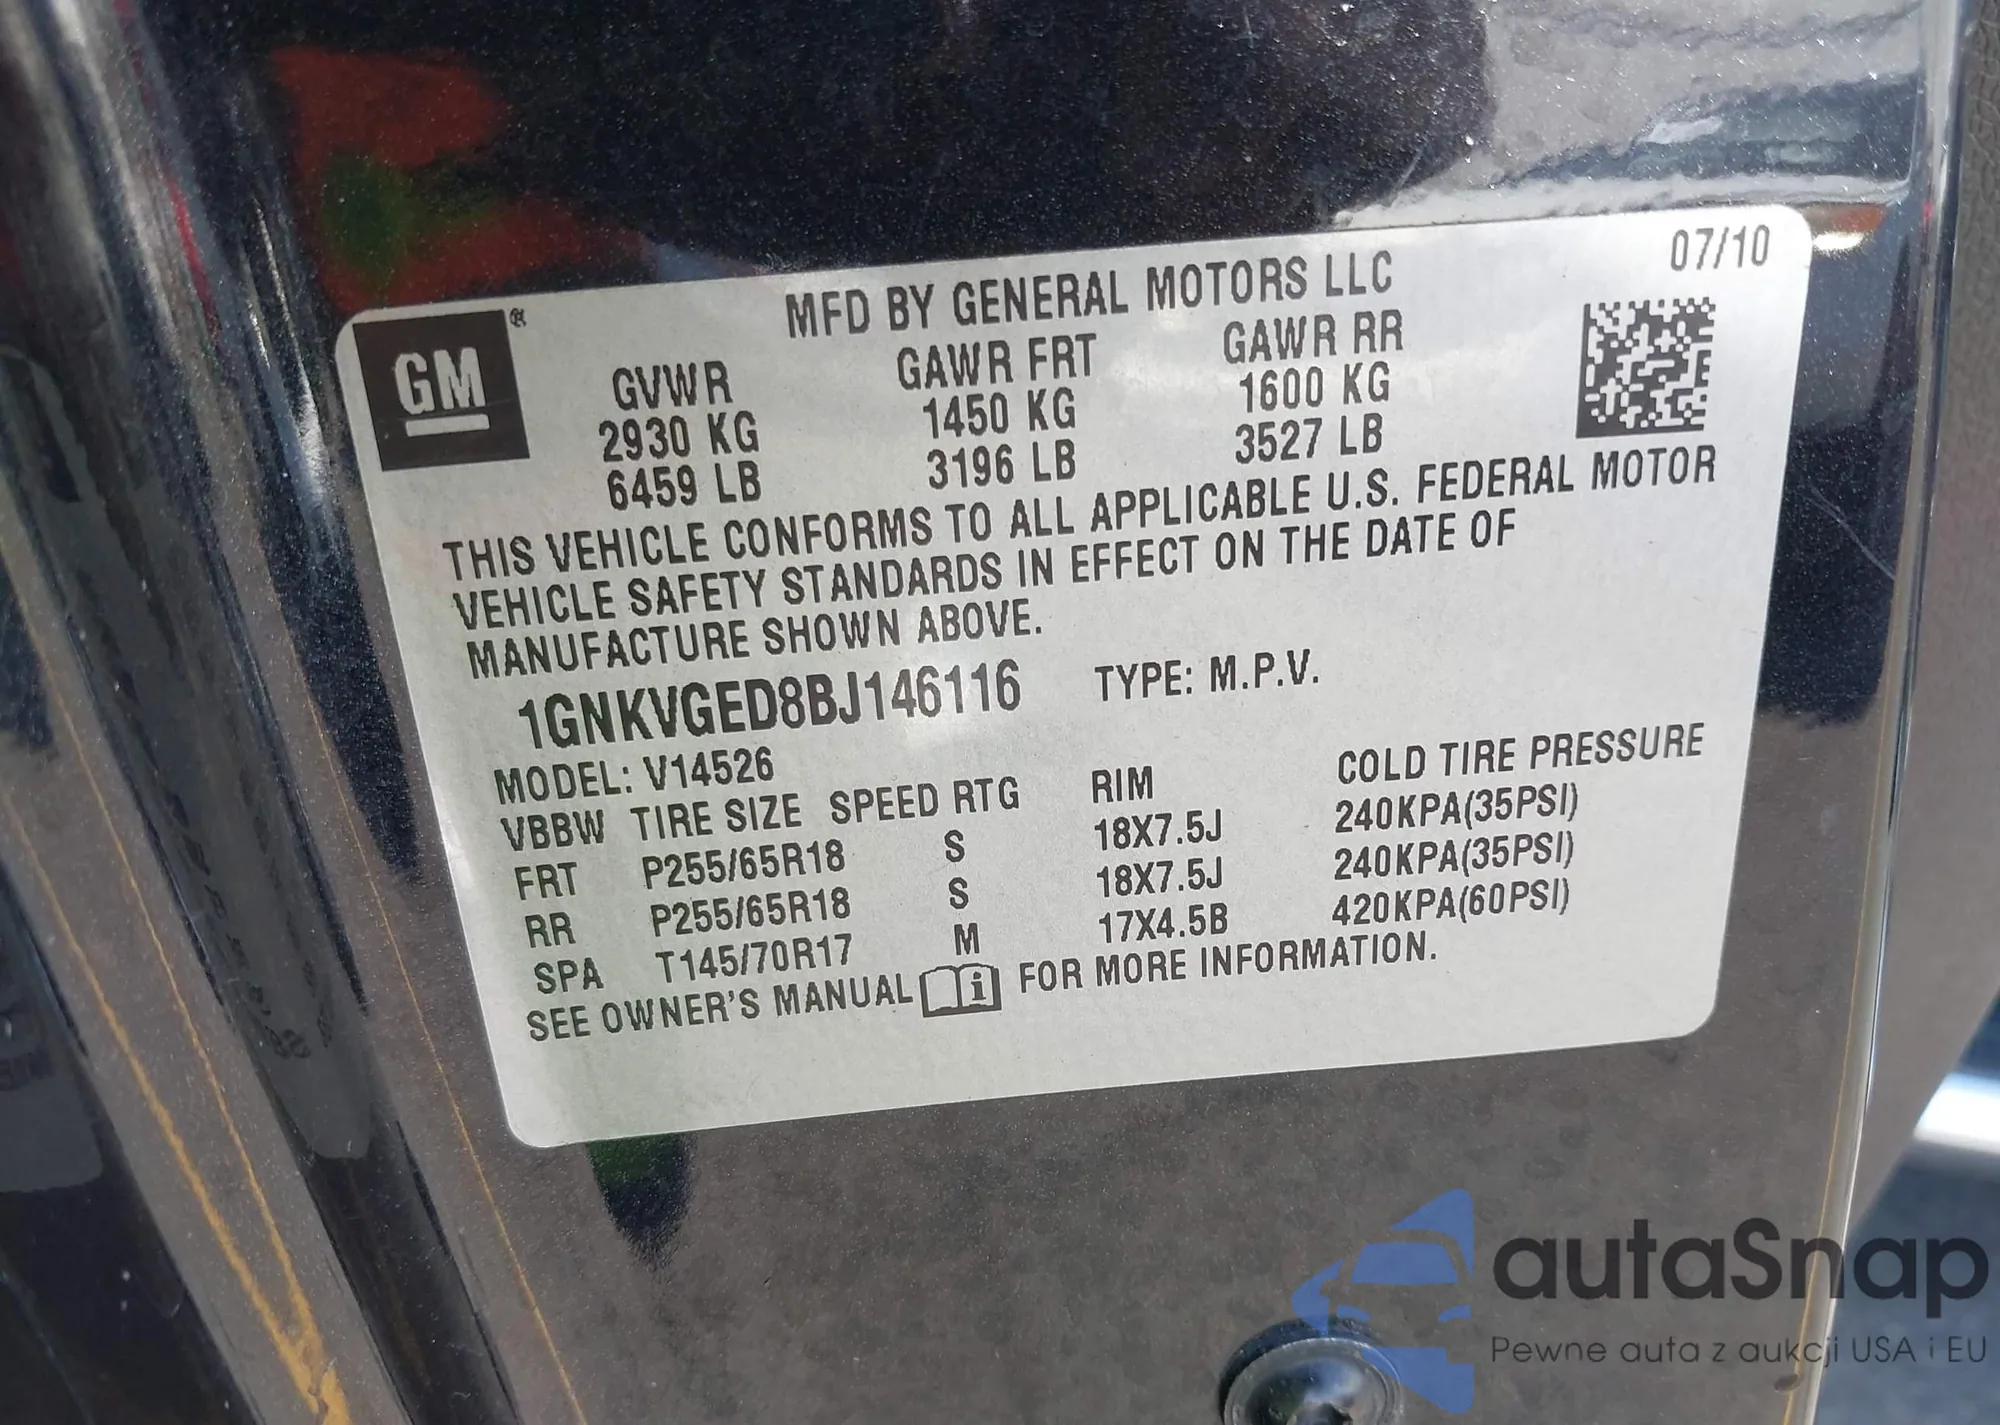 07/10
MFD BY GENERAL MOTORS LLC
GM®
GVWR GAWR FRT GAWR RR
2930 KG 1450 KG 1600 KG
6459 LB 3196 LB 3527 LB
THIS VEHICLE CONFORMS TO ALL APPLICABLE U.S. FEDERAL MOTOR
VEHICLE SAFETY STANDARDS IN EFFECT ON THE DATE OF
MANUFACTURE SHOWN ABOVE.
1GNKVGED8BJ146116 TYPE: M.P.V.
MODEL: V14526
VBBW TIRE SIZE SPEED RTG RIM COLD TIRE PRESSURE
FRT P255/65R18 S 18X7.5J 240KPA(35PSI)
RR P255/65R18 S 18X7.5J 240KPA(35PSI)
SPA T145/70R17 M 17X4.5B 420KPA(60PSI)
SEE OWNER'S MANUAL i FOR MORE INFORMATION.
autaSnap
Pewne auta z aukcji USA i EU